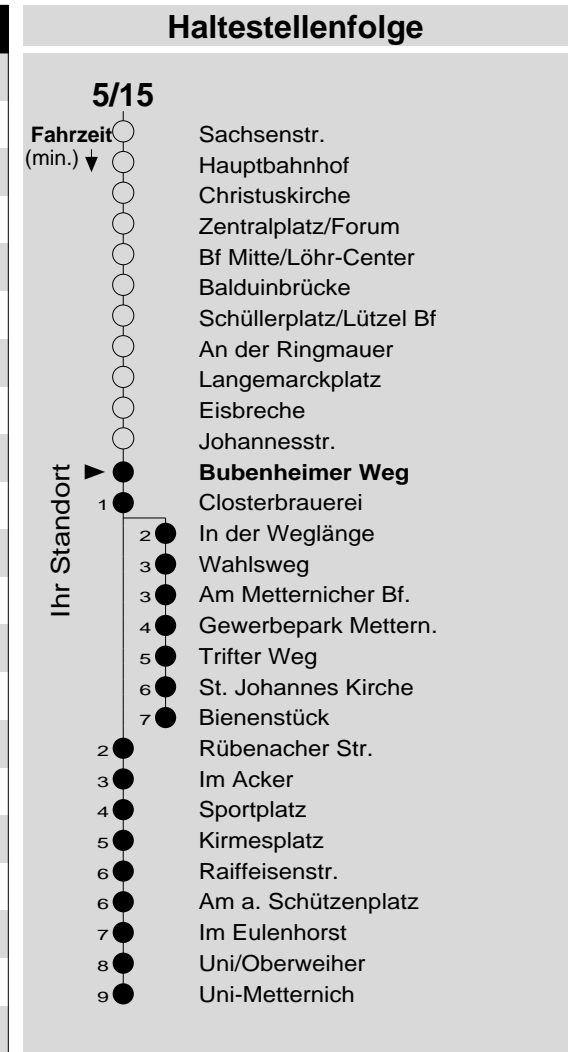 Haltestellenfolge
5/15
Fahrzeit
(min.)
Sachsenstr.
Hauptbahnhof
Christuskirche
Zentralplatz/Forum
Bf Mitte/Löhr-Center
Balduinbrücke
Schüllerplatz/Lützel Bf
An der Ringmauer
Langemarckplatz
Eisbreche
Johannesstr.
Ihr Standort
Bubenheimer Weg
1 Closterbrauerei
2 In der Weglänge
3 Wahlsweg
3 Am Metternicher Bf.
4 Gewerbepark Mettern.
5 Trifter Weg
6 St. Johannes Kirche
7 Bienenstück
2 Rübenacher Str.
3 Im Acker
4 Sportplatz
5 Kirmesplatz
6 Raiffeisenstr.
6 Am a. Schützenplatz
7 Im Eulenhorst
8 Uni/Oberweiher
9 Uni-Metternich